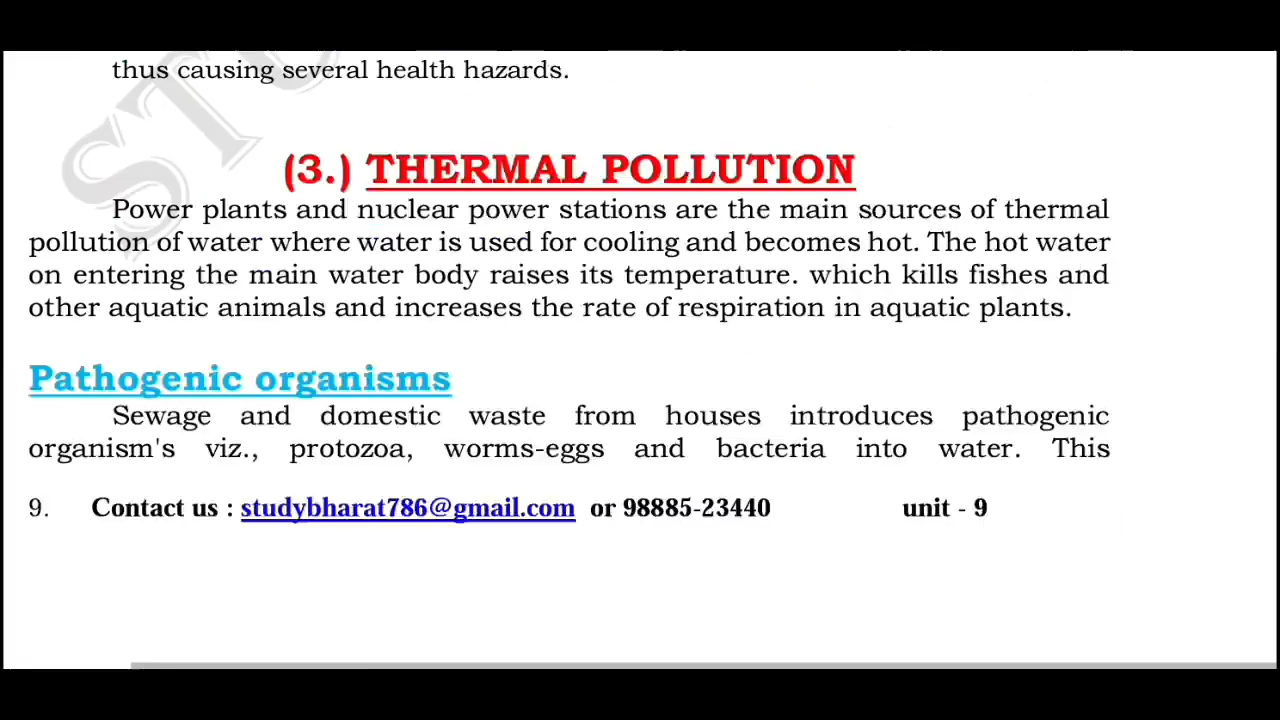 thus causing several health hazards.
(3.) THERMAL POLLUTION
Power plants and nuclear power stations are the main sources of thermal
pollution of water where water is used for cooling and becomes hot. The hot water
on entering the main water body raises its temperature. which kills fishes and
other aquatic animals and increases the rate of respiration in aquatic plants.
Pathogenic organisms
Sewage and domestic waste from houses introduces pathogenic
organism's viz., protozoa, worms-eggs and bacteria into water. This
9. Contact us : studybharat786@gmail.com or 98885-23440 unit - 9